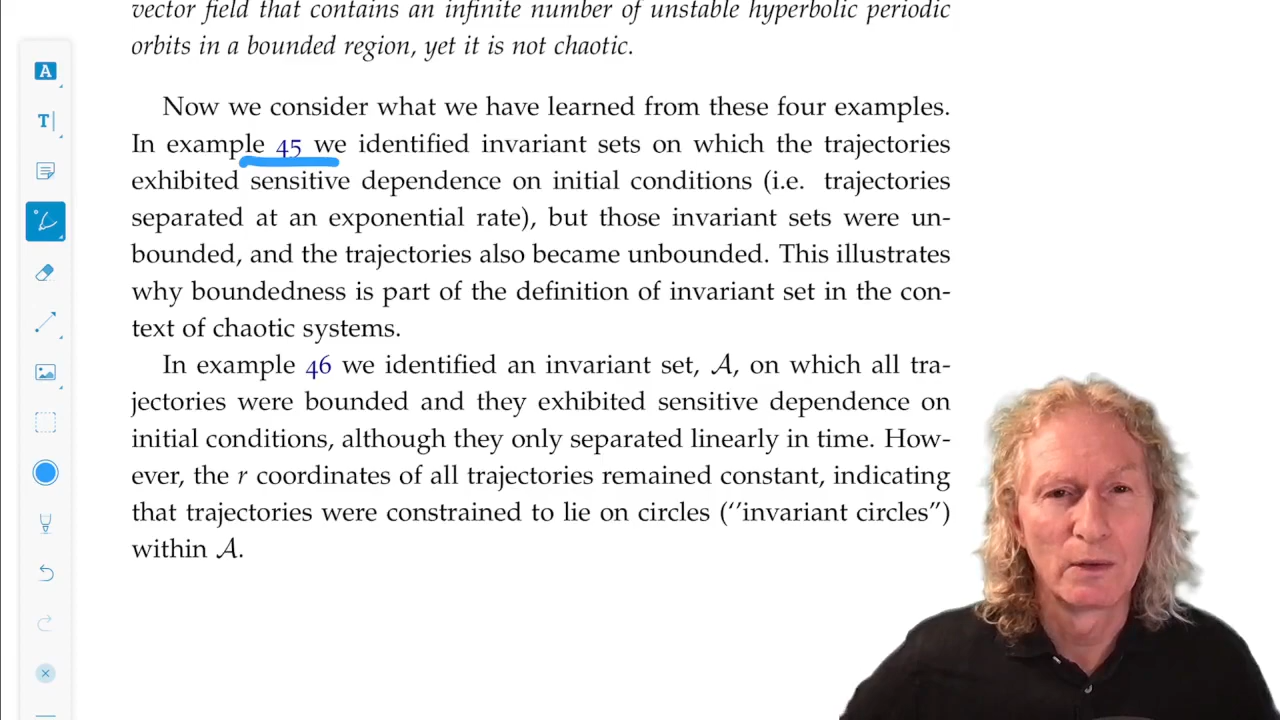 vector field that contains an infinite number of unstable hyperbolic periodic
orbits in a bounded region, yet it is not chaotic.
Now we consider what we have learned from these four examples.
In example 45 we identified invariant sets on which the trajectories
exhibited sensitive dependence on initial conditions (i.e. trajectories
separated at an exponential rate), but those invariant sets were un-
bounded, and the trajectories also became unbounded. This illustrates
why boundedness is part of the definition of invariant set in the con-
text of chaotic systems.
In example 46 we identified an invariant set, 𝒜, on which all tra-
jectories were bounded and they exhibited sensitive dependence on
initial conditions, although they only separated linearly in time. How-
ever, the r coordinates of all trajectories remained constant, indicating
that trajectories were constrained to lie on circles (‘‘invariant circles”)
within 𝒜.
A
T